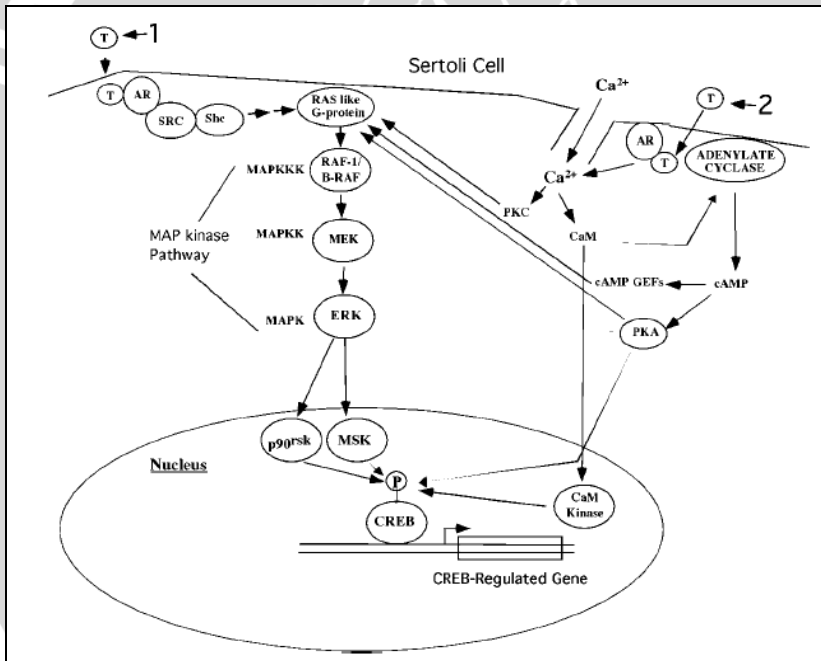 T
1
Sertoli Cell
Ca2+
T
2
T
AR
SRC
Shc
RAS like
G-protein
AR
T
ADENYLATE
CYCLASE
MAPKKK
RAF-1/
B-RAF
Ca2+
PKC
CaM
MAP kinase
Pathway
MAPKK
MEK
cAMP GEFs
cAMP
MAPK
ERK
PKA
p90rsk
MSK
Nucleus
P
CREB
CaM
Kinase
CREB-Regulated Gene